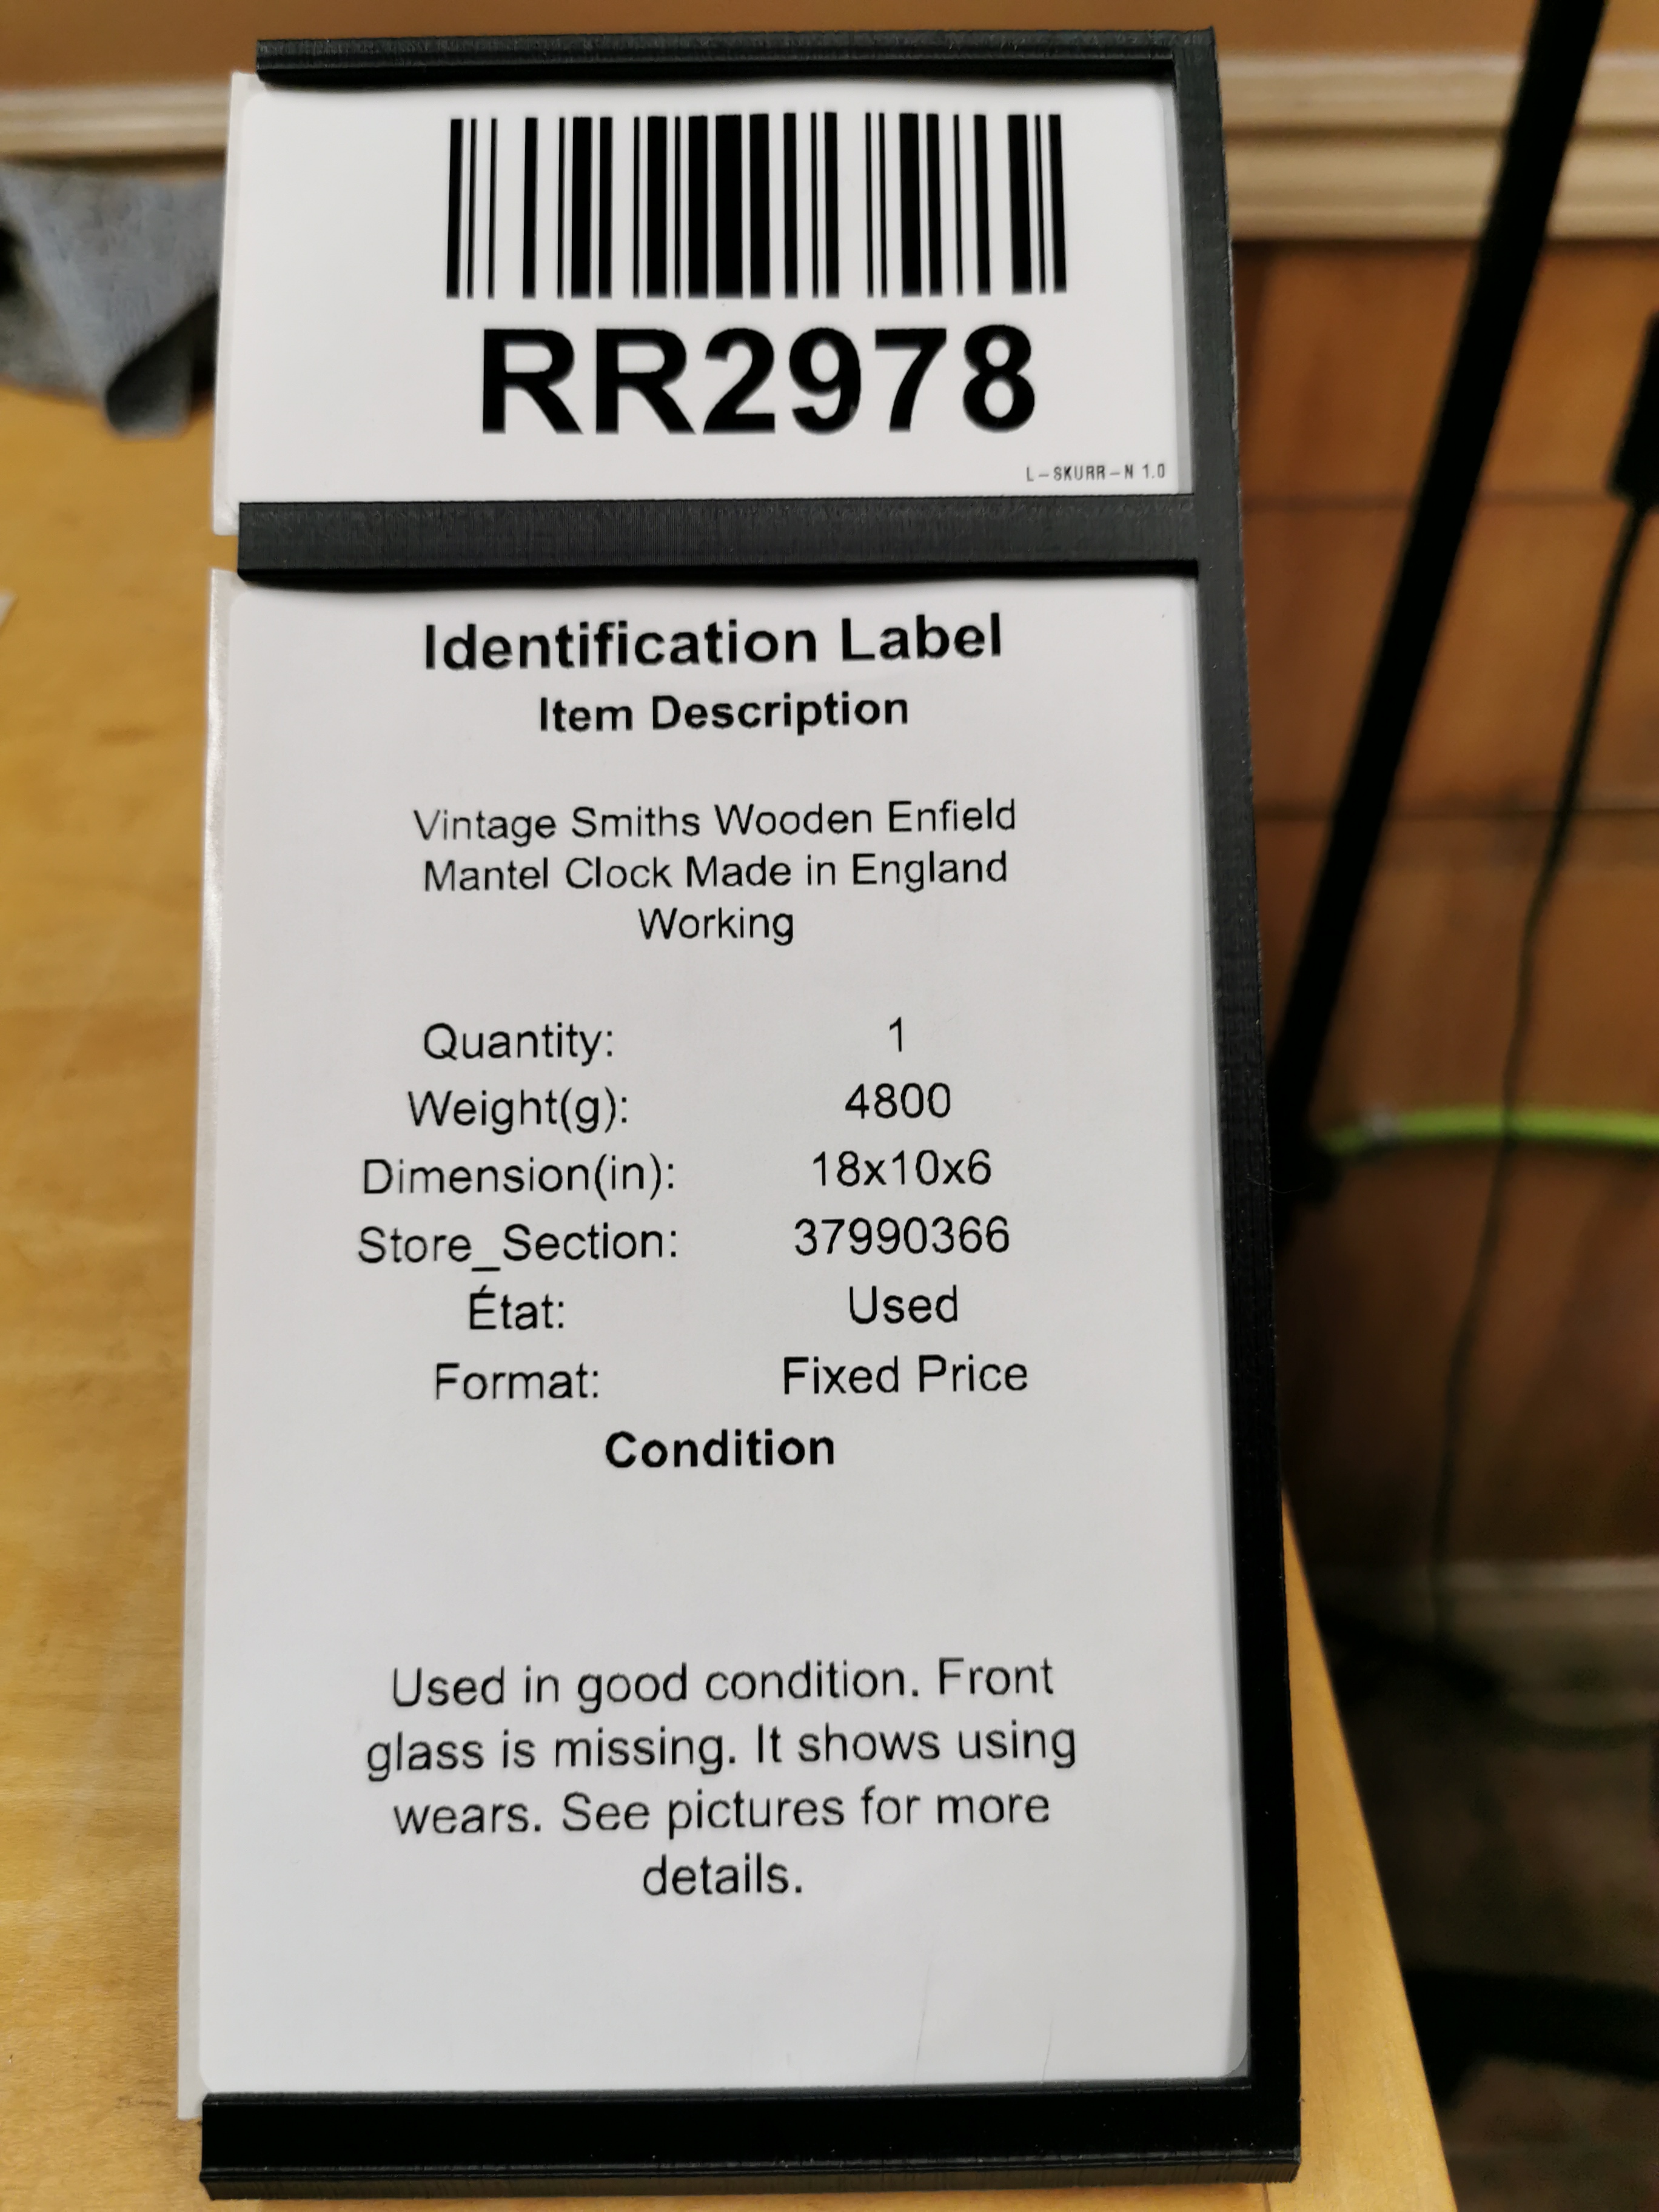 RR2978
L-SKURR-N 1.0
Identification Label
Item Description
Vintage Smiths Wooden Enfield
Mantel Clock Made in England
Working
Quantity: 1
Weight(g): 4800
Dimension(in): 18x10x6
Store_Section: 37990366
État: Used
Format: Fixed Price
Condition
Used in good condition. Front
glass is missing. It shows using
wears. See pictures for more
details.